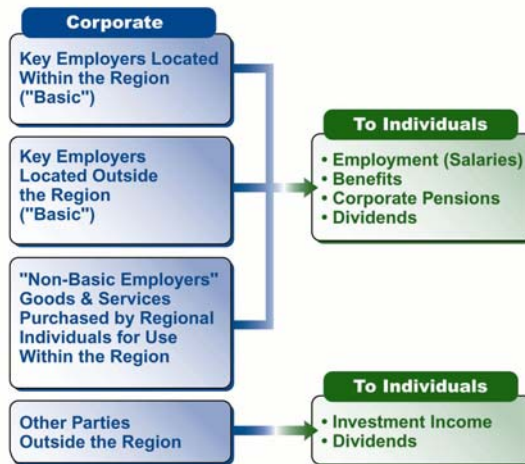 Corporate
Key Employers Located
Within the Region
("Basic")
Key Employers
Located Outside
the Region
("Basic")
"Non-Basic Employers"
Goods & Services
Purchased by Regional
Individuals for Use
Within the Region
Other Parties
Outside the Region
To Individuals
• Employment (Salaries)
• Benefits
• Corporate Pensions
• Dividends
To Individuals
• Investment Income
• Dividends